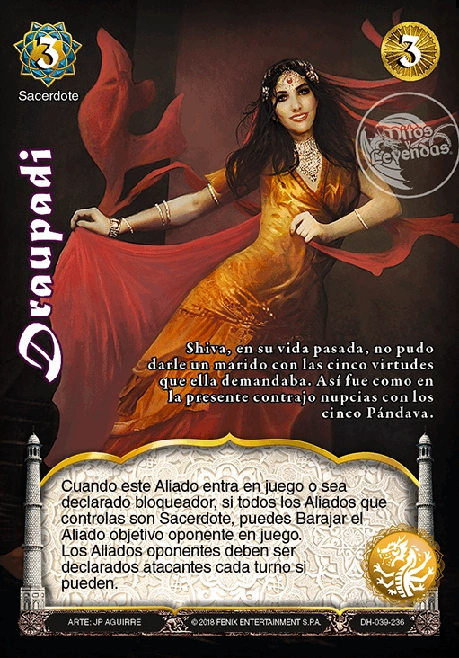 3
3
Sacerdote
Mitos y
Leyendas
Draupadi
Shiva, en su vida pasada, no pudo
darle un marido con las cinco virtudes
que ella demandaba. Así fue como en
la presente contrajo nupcias con los
cinco Pándava.
Cuando este Aliado entra en juego o sea
declarado bloqueador, si todos los Aliados que
controlas son Sacerdote, puedes Barajar el
Aliado objetivo oponente en juego.
Los Aliados oponentes deben ser
declarados atacantes cada turno si
pueden.
ARTE: JP AGUIRRE
©2018 FENIX ENTERTAINMENT S.P.A.
DH-039-236